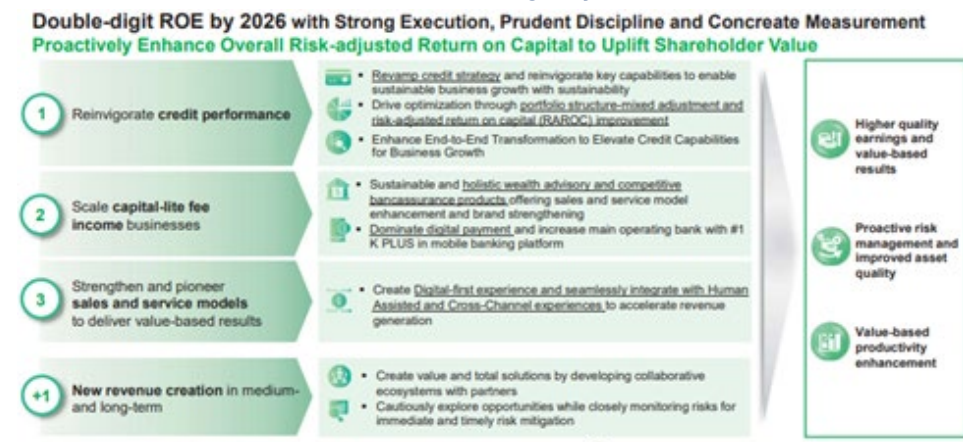 Double-digit ROE by 2026 with Strong Execution, Prudent Discipline and Concreate Measurement
Proactively Enhance Overall Risk-adjusted Return on Capital to Uplift Shareholder Value
1
Reinvigorate credit performance
• Revamp credit strategy and reinvigorate key capabilities to enable
sustainable business growth with sustainability
• Drive optimization through portfolio structure-mixed adjustment and
risk-adjusted return on capital (RAROC) improvement
• Enhance End-to-End Transformation to Elevate Credit Capabilities
for Business Growth
2
Scale capital-lite fee
income businesses
• Sustainable and holistic wealth advisory and competitive
bancassurance products offering sales and service model
enhancement and brand strengthening
• Dominate digital payment and increase main operating bank with #1
K PLUS in mobile banking platform
3
Strengthen and pioneer
sales and service models
to deliver value-based results
• Create Digital-first experience and seamlessly integrate with Human
Assisted and Cross-Channel experiences to accelerate revenue
generation
+1
New revenue creation in medium-
and long-term
• Create value and total solutions by developing collaborative
ecosystems with partners
• Cautiously explore opportunities while closely monitoring risks for
immediate and timely risk mitigation
Higher quality
earnings and
value-based
results
Proactive risk
management and
improved asset
quality
Value-based
productivity
enhancement